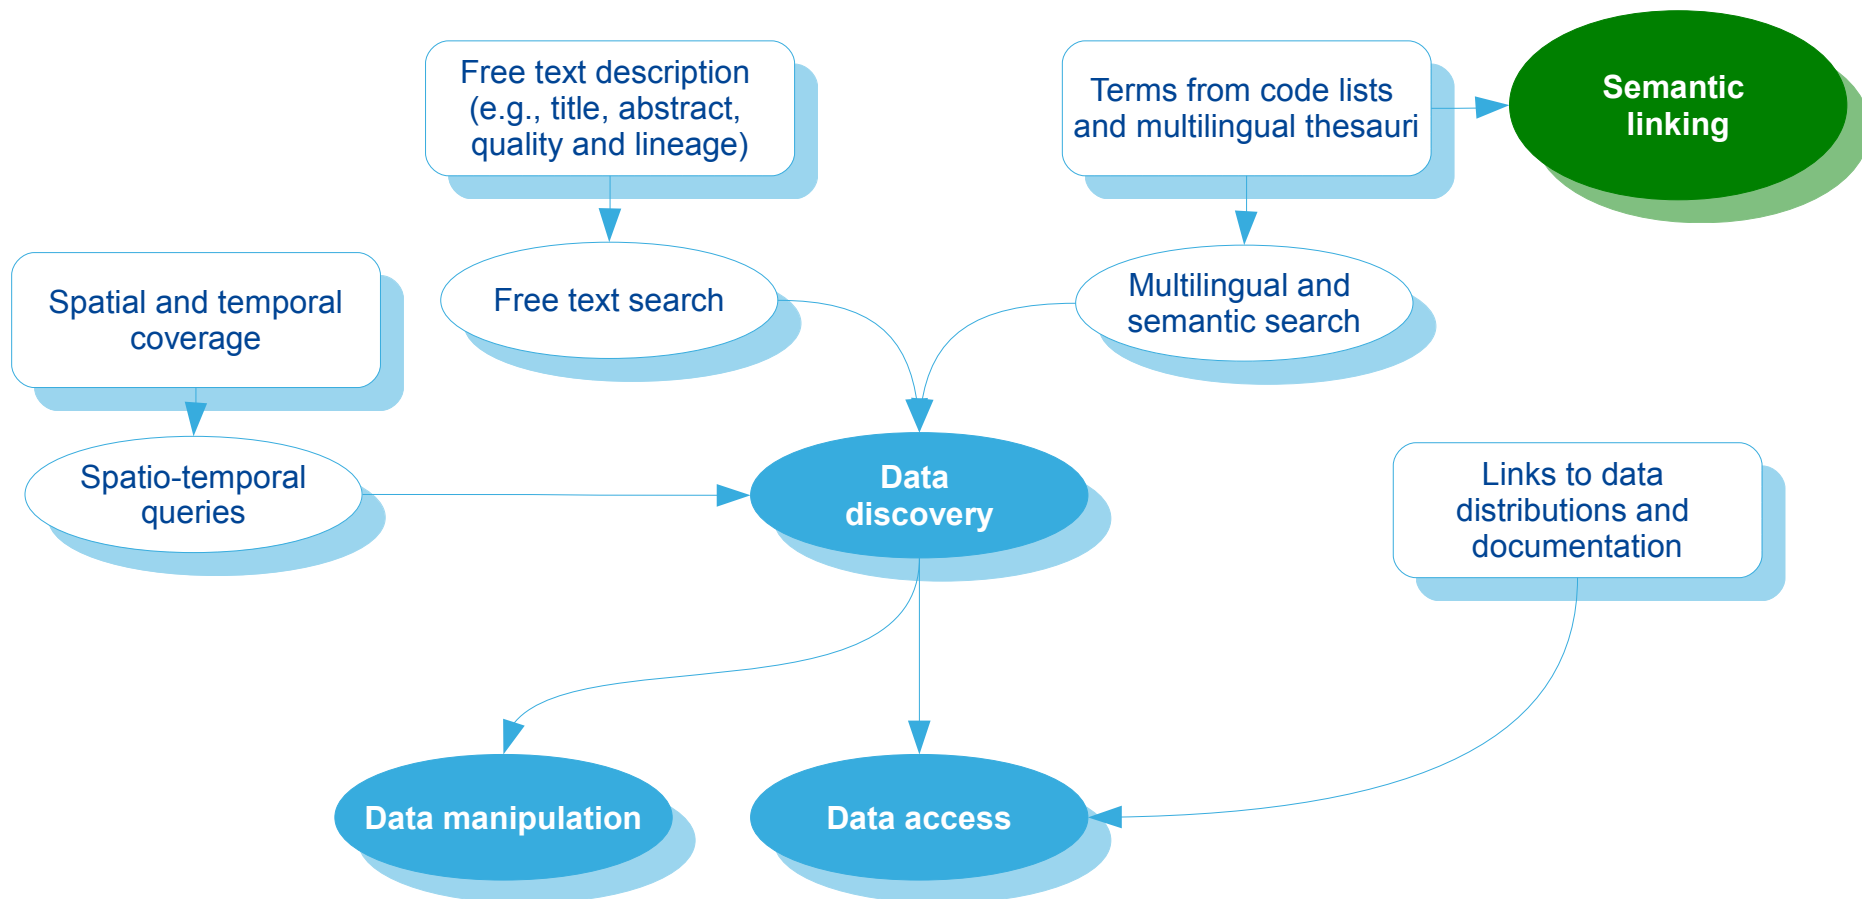 Free text description
(e.g., title, abstract,
quality and lineage)
Terms from code lists
and multilingual thesauri
Semantic
linking
Spatial and temporal
coverage
Free text search
Multilingual and
semantic search
Spatio-temporal
queries
Data
discovery
Links to data
distributions and
documentation
Data manipulation
Data access